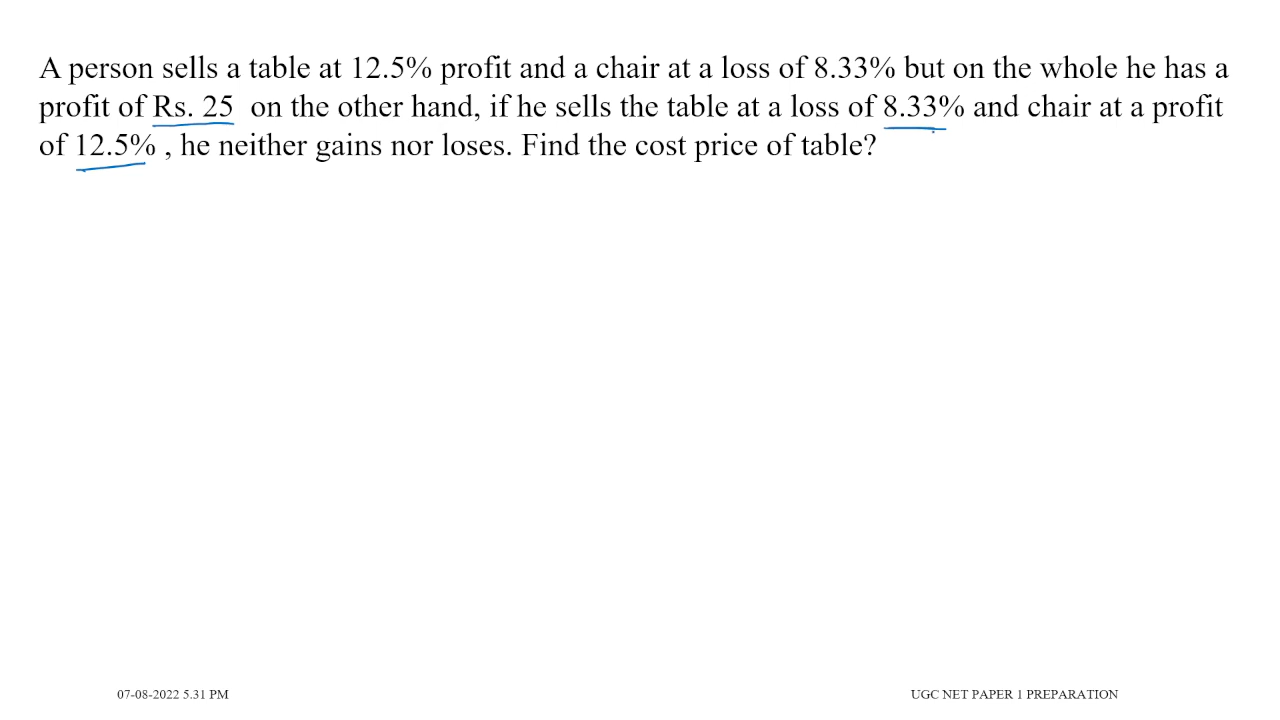 A person sells a table at 12.5% profit and a chair at a loss of 8.33% but on the whole he has a
profit of Rs. 25 on the other hand, if he sells the table at a loss of 8.33% and chair at a profit
of 12.5% , he neither gains nor loses. Find the cost price of table?
07-08-2022 5.31 PM
UGC NET PAPER 1 PREPARATION